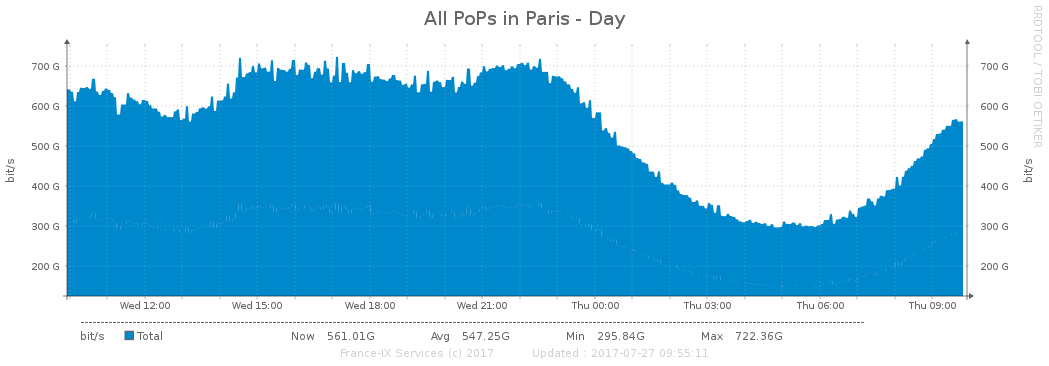 All PoPs in Paris - Day
RRDTOOL / TOBI OETIKER
bit/s
700 G
600 G
500 G
400 G
300 G
200 G
700 G
600 G
500 G
400 G
300 G
200 G
bit/s
Wed 12:00 Wed 15:00 Wed 18:00 Wed 21:00 Thu 00:00 Thu 03:00 Thu 06:00 Thu 09:00
bit/s Total Now 561.01G Avg 547.25G Min 295.84G Max 722.36G
France-IX Services (c) 2017 Updated : 2017-07-27 09:55:11